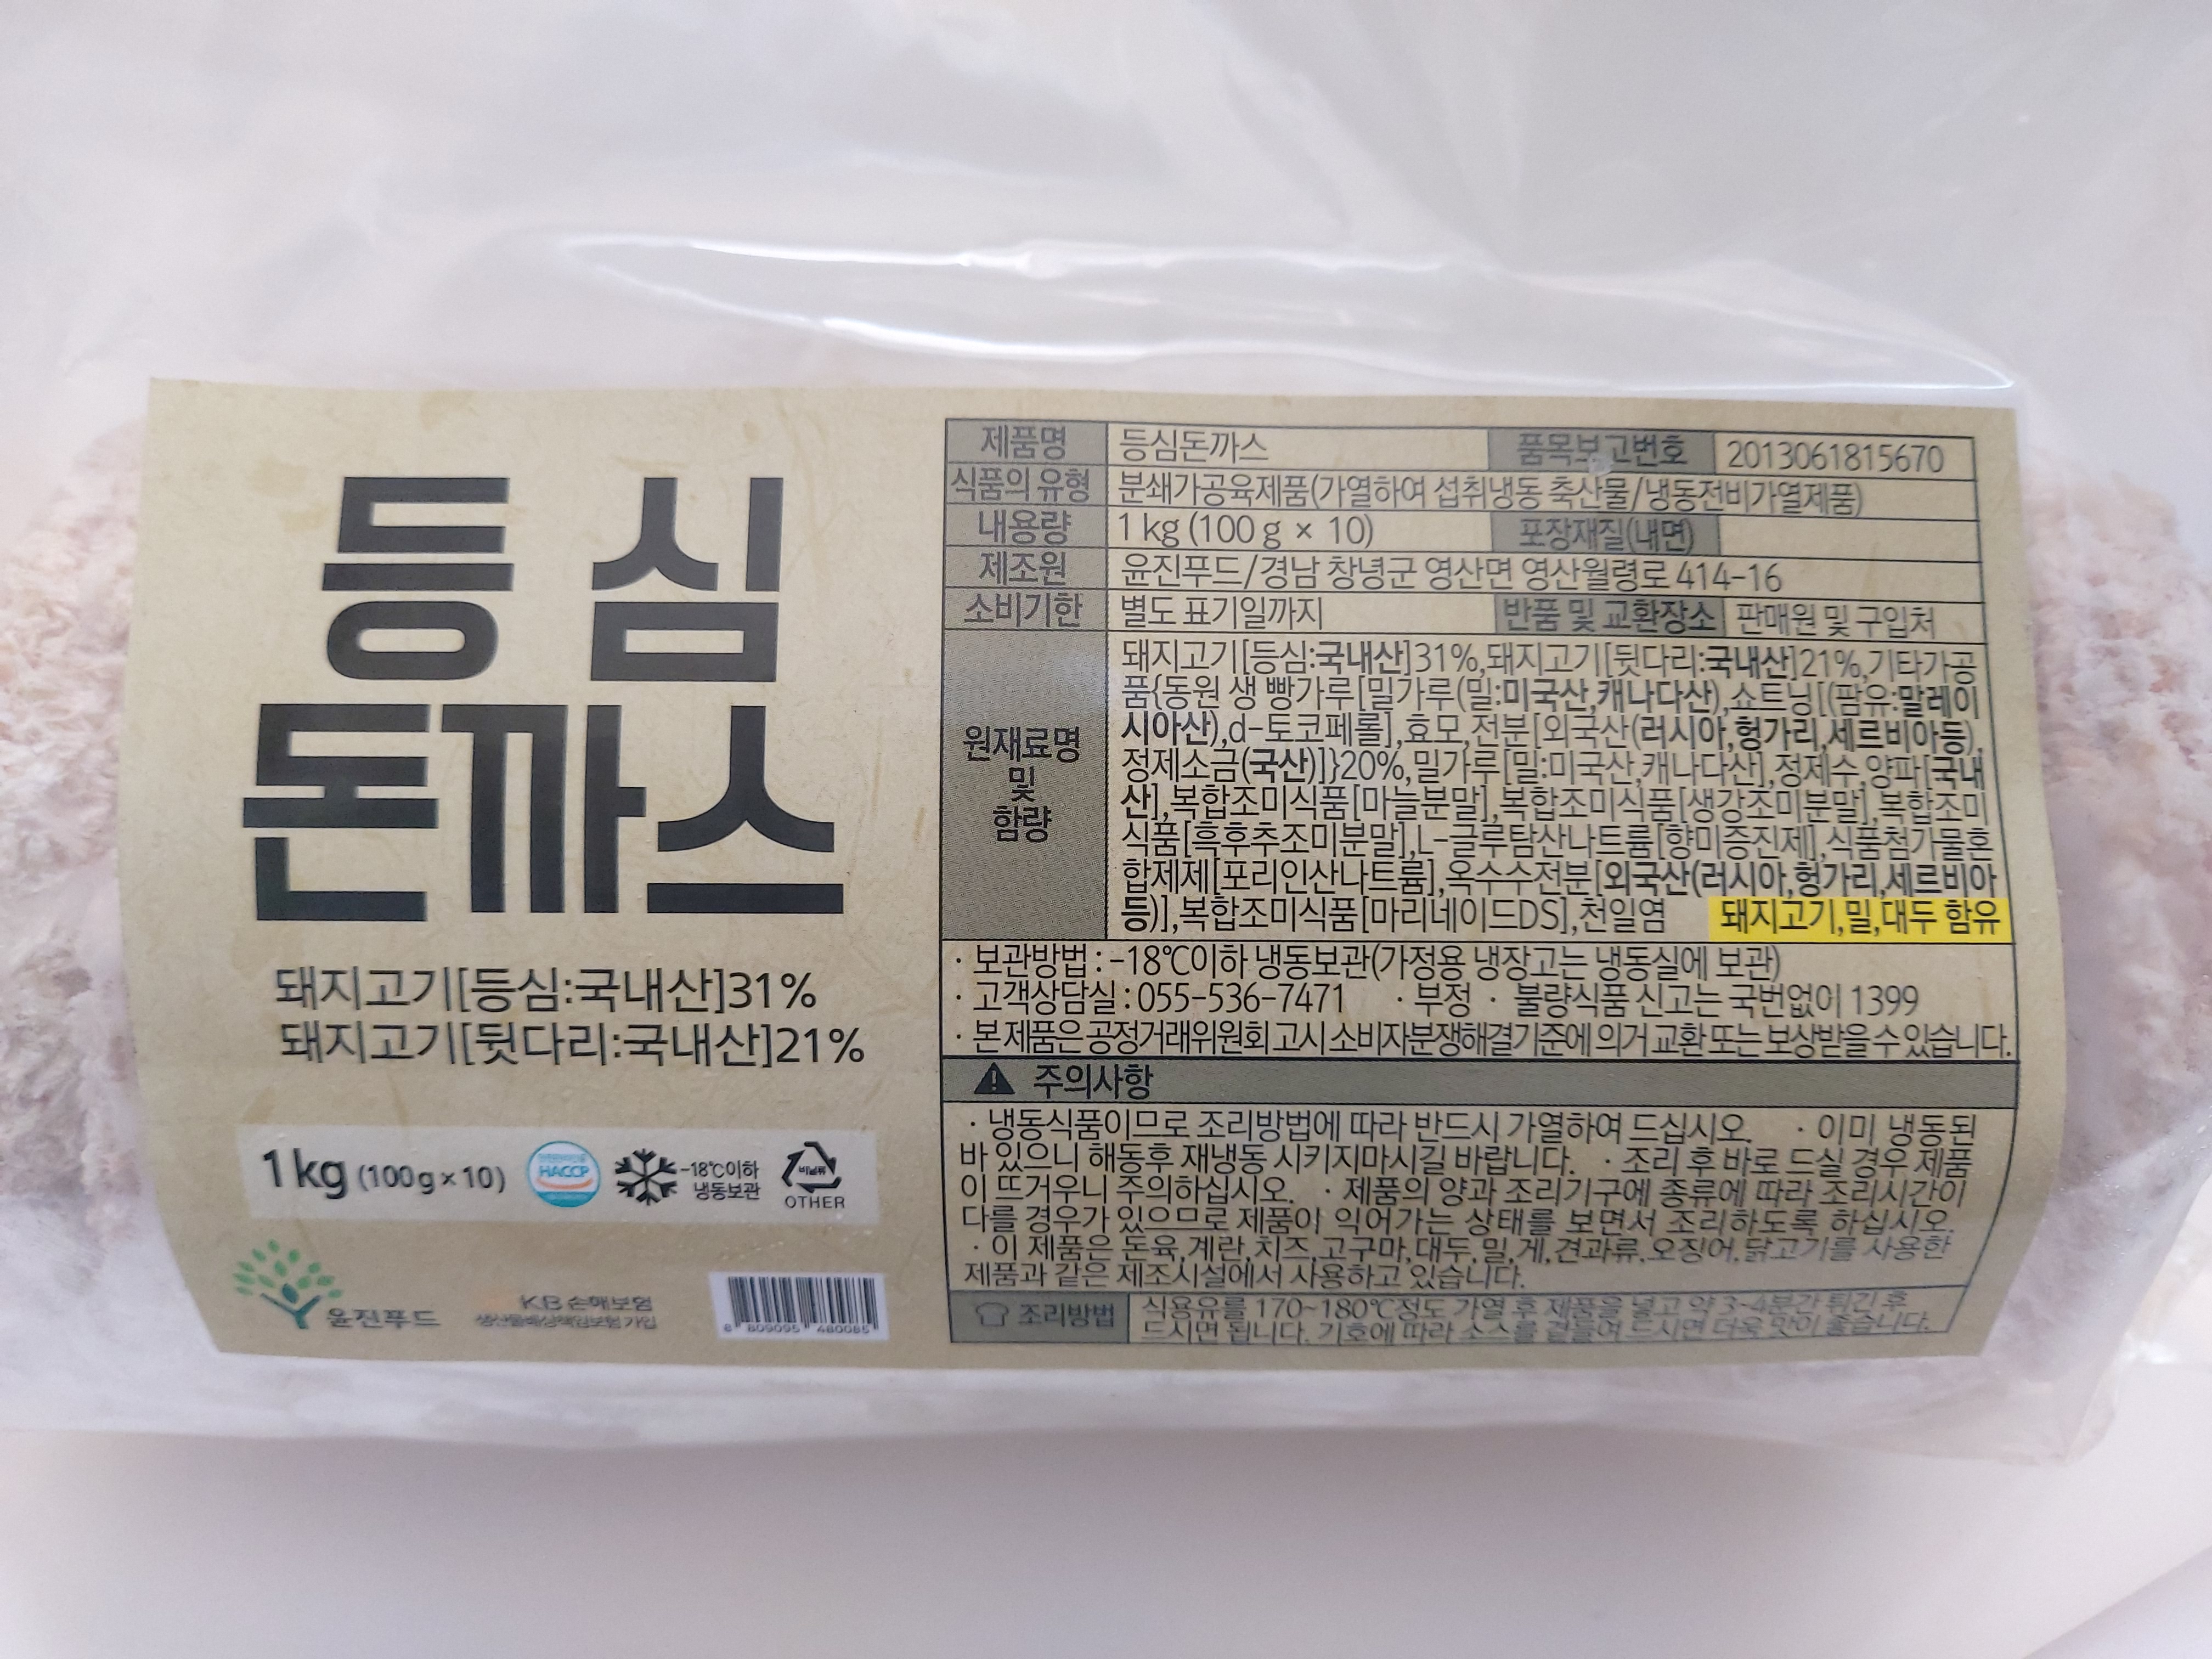 등심
돈까스
돼지고기[등심:국내산]31%
돼지고기[뒷다리:국내산]21%
1kg (100g×10)
HACCP
-18℃이하
냉동보관
비닐류
OTHER
윤진푸드
KB 손해보험
생산물배상책임보험 가입
8 809095 480085
제품명 등심돈까스 품목보고번호 2013061815670
식품의 유형 분쇄가공육제품(가열하여 섭취냉동 축산물/냉동전비가열제품)
내용량 1 kg (100 g × 10) 포장재질(내면)
제조원 윤진푸드/경남 창녕군 영산면 영산월령로 414-16
소비기한 별도 표기일까지 반품 및 교환장소 판매원 및 구입처
원재료명
및
함량
돼지고기[등심:국내산]31%,돼지고기[뒷다리:국내산]21%,기타가공
품{동원 생 빵가루[밀가루(밀:미국산,캐나다산),쇼트닝[(팜유:말레이
시아산),d-토코페롤],효모,전분[외국산(러시아,헝가리,세르비아등),
정제소금(국산)]}20%,밀가루[밀:미국산,캐나다산],정제수,양파[국내
산],복합조미식품[마늘분말],복합조미식품[생강조미분말],복합조미
식품[흑후추조미분말],L-글루탐산나트륨[향미증진제],식품첨가물혼
합제제[포리인산나트륨],옥수수전분[외국산(러시아,헝가리,세르비아
등)],복합조미식품[마리네이드DS],천일염 돼지고기,밀,대두 함유
· 보관방법 : -18℃이하 냉동보관(가정용 냉장고는 냉동실에 보관)
· 고객상담실 : 055-536-7471 · 부정 · 불량식품 신고는 국번없이 1399
· 본 제품은 공정거래위원회 고시 소비자분쟁해결기준에 의거 교환 또는 보상받을 수 있습니다.
주의사항
· 냉동식품이므로 조리방법에 따라 반드시 가열하여 드십시오. · 이미 냉동된
바 있으니 해동후 재냉동 시키지마시길 바랍니다. · 조리 후 바로 드실 경우 제품
이 뜨거우니 주의하십시오. · 제품의 양과 조리기구에 종류에 따라 조리시간이
다를 경우가 있으므로 제품이 익어가는 상태를 보면서 조리하도록 하십시오.
· 이 제품은 돈육,계란,치즈,고구마,대두,밀,게,견과류,오징어,닭고기를 사용한
제품과 같은 제조시설에서 사용하고 있습니다.
조리방법 식용유를 170~180℃정도 가열 후 제품을 넣고 약 3~4분간 튀긴 후
드시면 됩니다. 기호에 따라 소스를 곁들여 드시면 더욱 맛이 좋습니다.